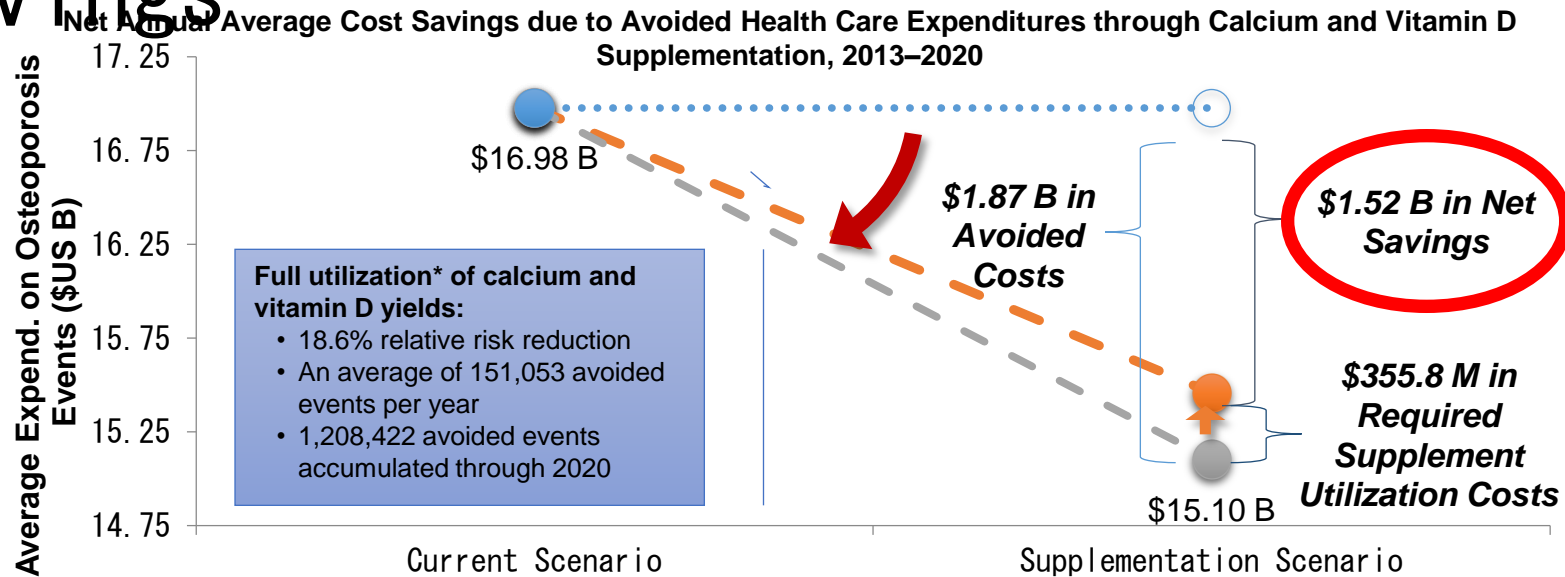 Net Annual Average Cost Savings due to Avoided Health Care Expenditures through Calcium and Vitamin D
Supplementation, 2013–2020
Average Expend. on Osteoporosis
Events ($US B)
17.25
16.75
16.25
15.75
15.25
14.75
$16.98 B
$1.87 B in
Avoided
Costs
$1.52 B in Net
Savings
Full utilization* of calcium and
vitamin D yields:
• 18.6% relative risk reduction
• An average of 151,053 avoided
events per year
• 1,208,422 avoided events
accumulated through 2020
$355.8 M in
Required
Supplement
Utilization Costs
$15.10 B
Current Scenario
Supplementation Scenario